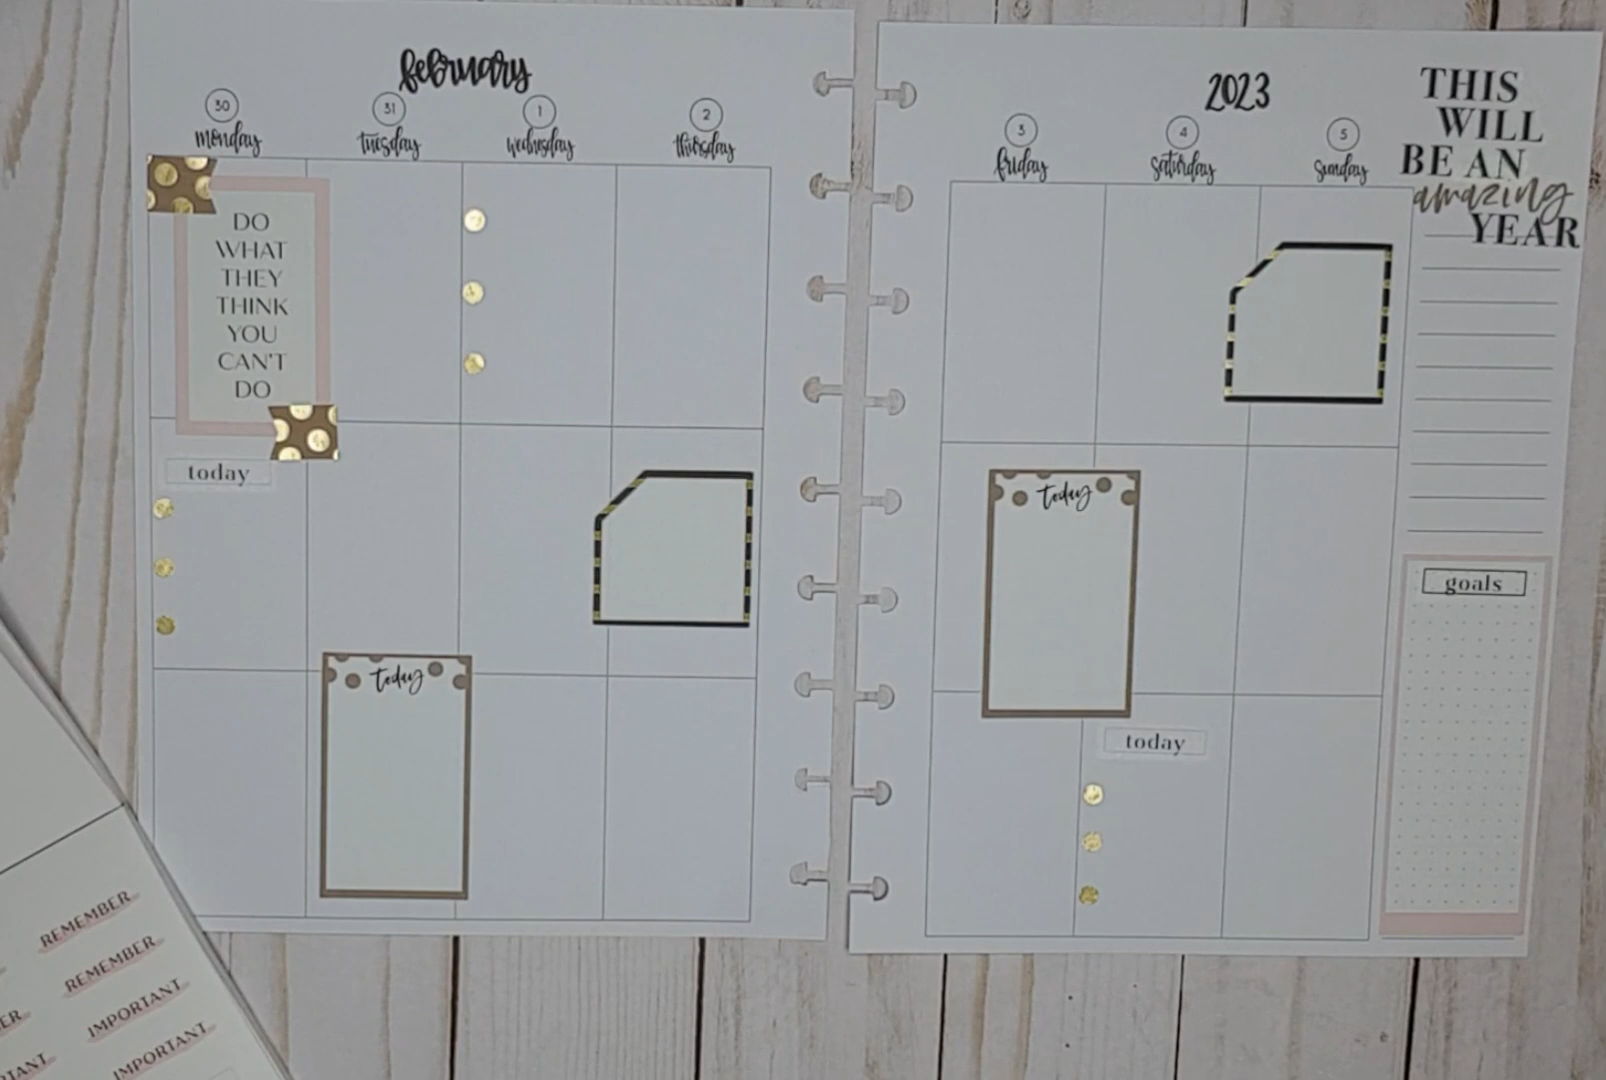 february
30
monday
31
tuesday
1
wednesday
2
thursday
DO
WHAT
THEY
THINK
YOU
CAN'T
DO
today
today
2023
3
friday
4
saturday
5
sunday
THIS
WILL
BE AN
amazing
YEAR
today
today
goals
REMEMBER
REMEMBER
IMPORTANT
IMPORTANT